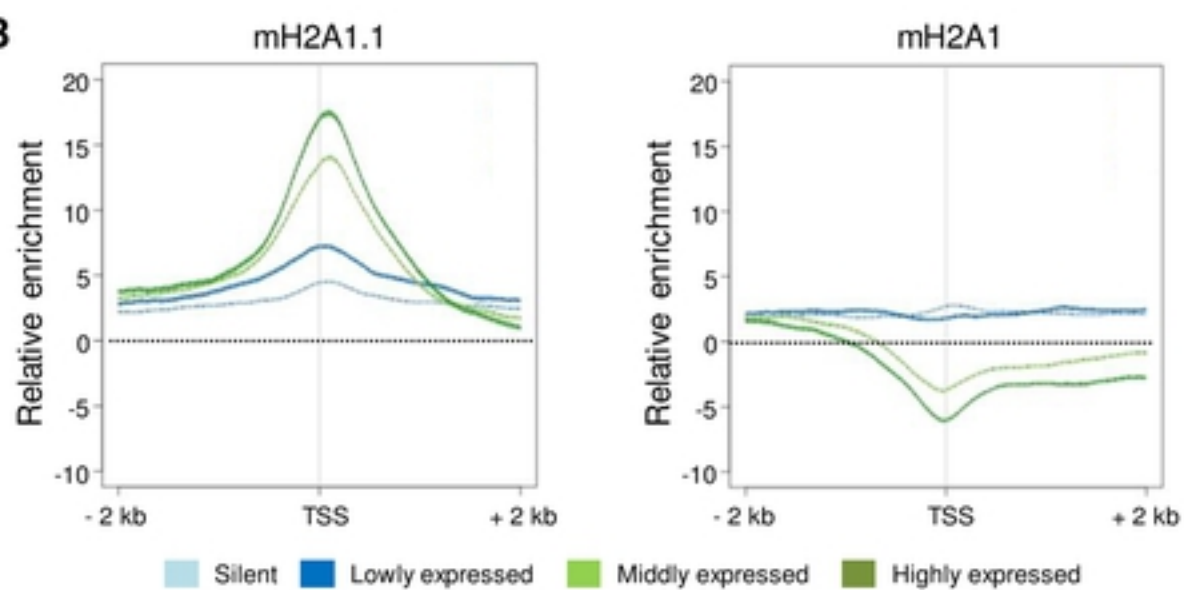 B
mH2A1.1
mH2A1
Relative enrichment
20
15
10
5
0
-5
-10
- 2 kb
TSS
+ 2 kb
Relative enrichment
20
15
10
5
0
-5
-10
- 2 kb
TSS
+ 2 kb
Silent
Lowly expressed
Middly expressed
Highly expressed